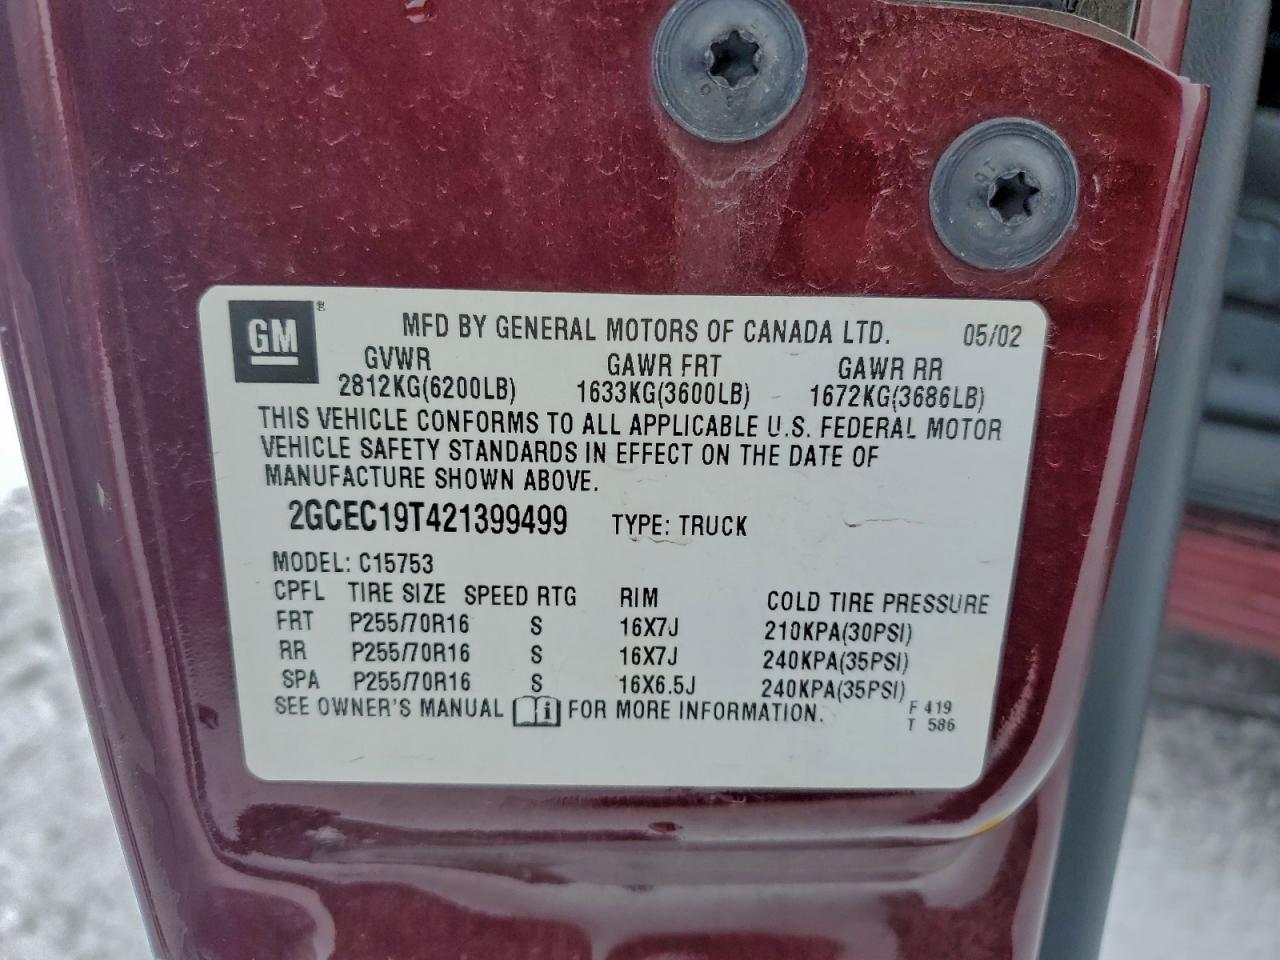 GM® MFD BY GENERAL MOTORS OF CANADA LTD. 05/02
GVWR GAWR FRT GAWR RR
2812KG(6200LB) 1633KG(3600LB) 1672KG(3686LB)
THIS VEHICLE CONFORMS TO ALL APPLICABLE U.S. FEDERAL MOTOR
VEHICLE SAFETY STANDARDS IN EFFECT ON THE DATE OF
MANUFACTURE SHOWN ABOVE.
2GCEC19T421399499 TYPE: TRUCK
MODEL: C15753
CPFL TIRE SIZE SPEED RTG RIM COLD TIRE PRESSURE
FRT P255/70R16 S 16X7J 210KPA(30PSI)
RR P255/70R16 S 16X7J 240KPA(35PSI)
SPA P255/70R16 S 16X6.5J 240KPA(35PSI)
SEE OWNER'S MANUAL i FOR MORE INFORMATION. F 419
T 586